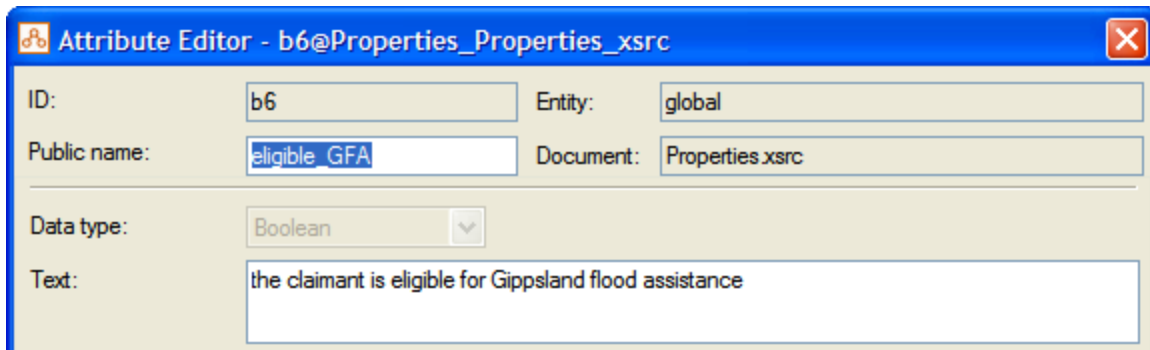 Attribute Editor - b6@Properties_Properties_xsrc
ID: b6 Entity: global
Public name: eligible_GFA Document: Properties.xsrc
Data type: Boolean
Text: the claimant is eligible for Gippsland flood assistance